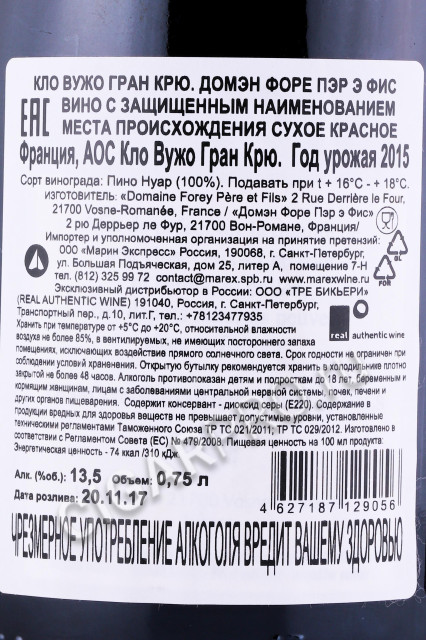 КЛО ВУЖО ГРАН КРЮ. ДОМЭН ФОРЕ ПЭР Э ФИС
ЕАС
ВИНО С ЗАЩИЩЕННЫМ НАИМЕНОВАНИЕМ
МЕСТА ПРОИСХОЖДЕНИЯ СУХОЕ КРАСНОЕ
Франция, АОС Кло Вужо Гран Крю. Год урожая 2015
Сорт винограда: Пино Нуар (100%). Подавать при t + 16°C - + 18°C.
ИЗГОТОВИТЕЛЬ: «Domaine Forey Père et Fils» 2 Rue Derrière le Four,
21700 Vosne-Romanée, France / «Домэн Форе Пэр э Фис»
2 рю Деррьер ле Фур, 21700 Вон-Романе, Франция/
Импортер и уполномоченная организация на принятие претензий:
ООО «Марин Экспресс» Россия, 190068, г. Санкт-Петербург,
ул. Большая Подъяческая, дом 25, литер А, помещение 7-Н
тел. (812) 325 99 72 contact@marex.spb.ru www.marexwine.ru
Эксклюзивный дистрибьютор в России: ООО «ТРЕ БИКЬЕРИ»
(REAL AUTHENTIC WINE) 191040, Россия, г. Санкт-Петербург,
Транспортный пер., д.10, лит.Г, тел.: +78123477935
GL
FOR
real authentic wine
Хранить при температуре от +5°C до +20°C, относительной влажности
воздуха не более 85%, в вентилируемых, не имеющих постороннего запаха
помещениях, исключающих воздействие прямого солнечного света. Срок годности не ограничен при
соблюдении условий хранения. Открытую бутылку рекомендуется хранить в холодильнике плотно
закрытой не более 48 часов. Алкоголь противопоказан детям и подросткам до 18 лет, беременным и
кормящим женщинам, лицам с заболеваниями центральной нервной системы, почек, печени и
других органов пищеварения. Консервант - диоксид серы (Е220). Содержание в
продукции вредных для здоровья веществ не превышает допустимые уровни, установленные
техническими регламентами Таможенного Союза ТР ТС 021/2011; ТР ТС 029/2012. Изготовлено в
соответствии с Регламентом Совета (ЕС) № 479/2008. Пищевая ценность на 100 мл продукта:
Энергетическая ценность - 74 ккал /310 кДж
Алк. (%об.): 13,5 Объем: 0,75 л
Дата розлива: 20.11.17
4 627187 129056
ЧРЕЗМЕРНОЕ УПОТРЕБЛЕНИЕ АЛКОГОЛЯ ВРЕДИТ ВАШЕМУ ЗДОРОВЬЮ